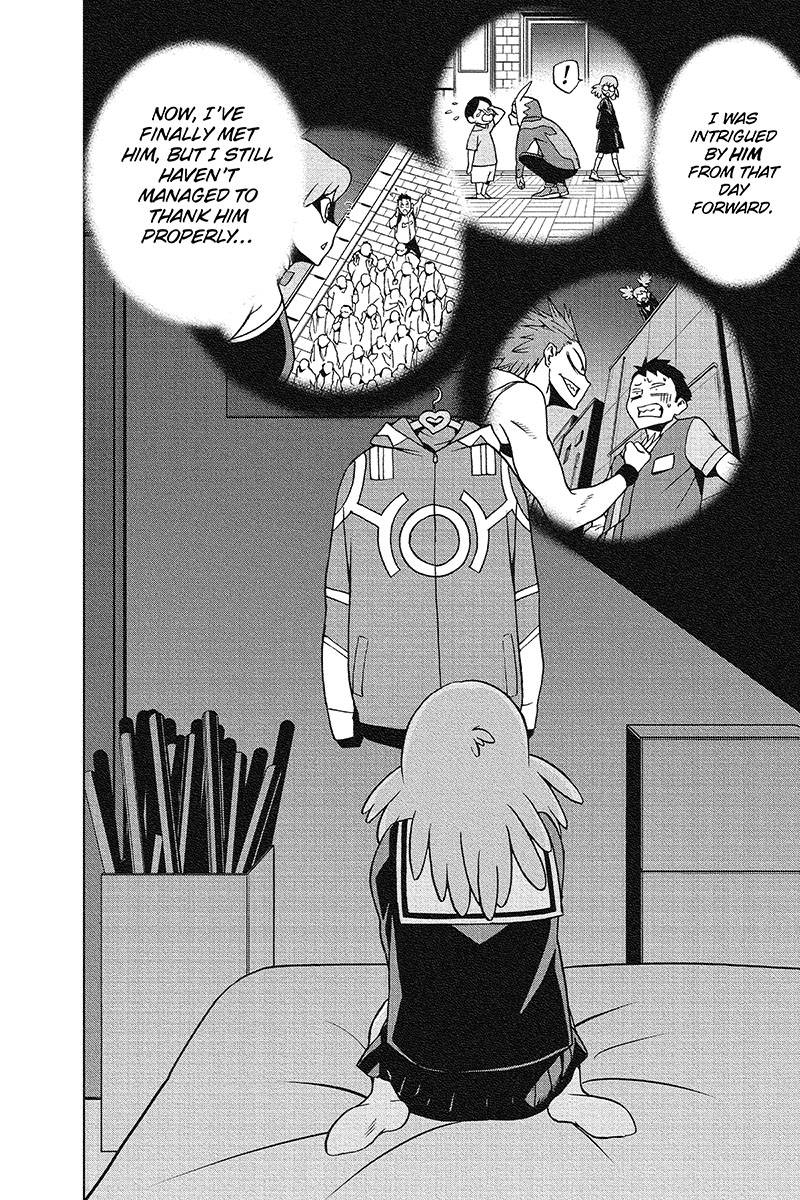 I WAS
INTRIGUED
BY HIM
FROM THAT
DAY
FORWARD.
!
NOW, I'VE
FINALLY MET
HIM, BUT I STILL
HAVEN'T
MANAGED TO
THANK HIM
PROPERLY...